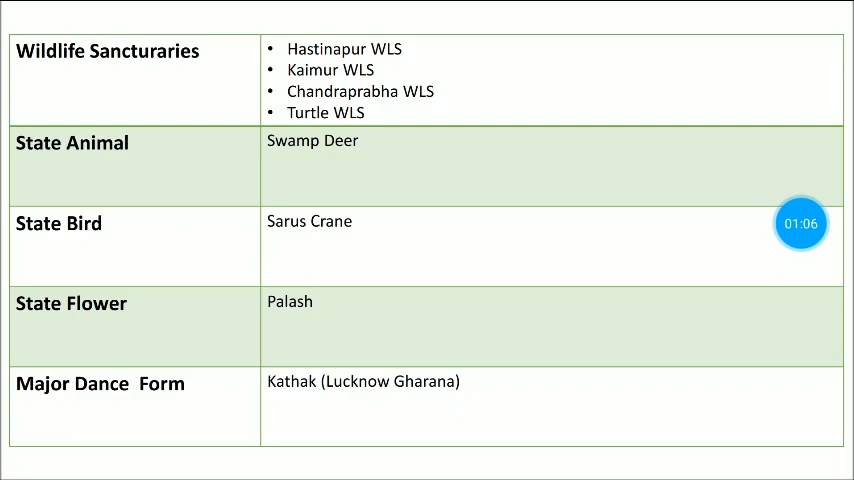 Wildlife Sancturaries
• Hastinapur WLS
• Kaimur WLS
• Chandraprabha WLS
• Turtle WLS
State Animal
Swamp Deer
State Bird
Sarus Crane
01:06
State Flower
Palash
Major Dance  Form
Kathak (Lucknow Gharana)